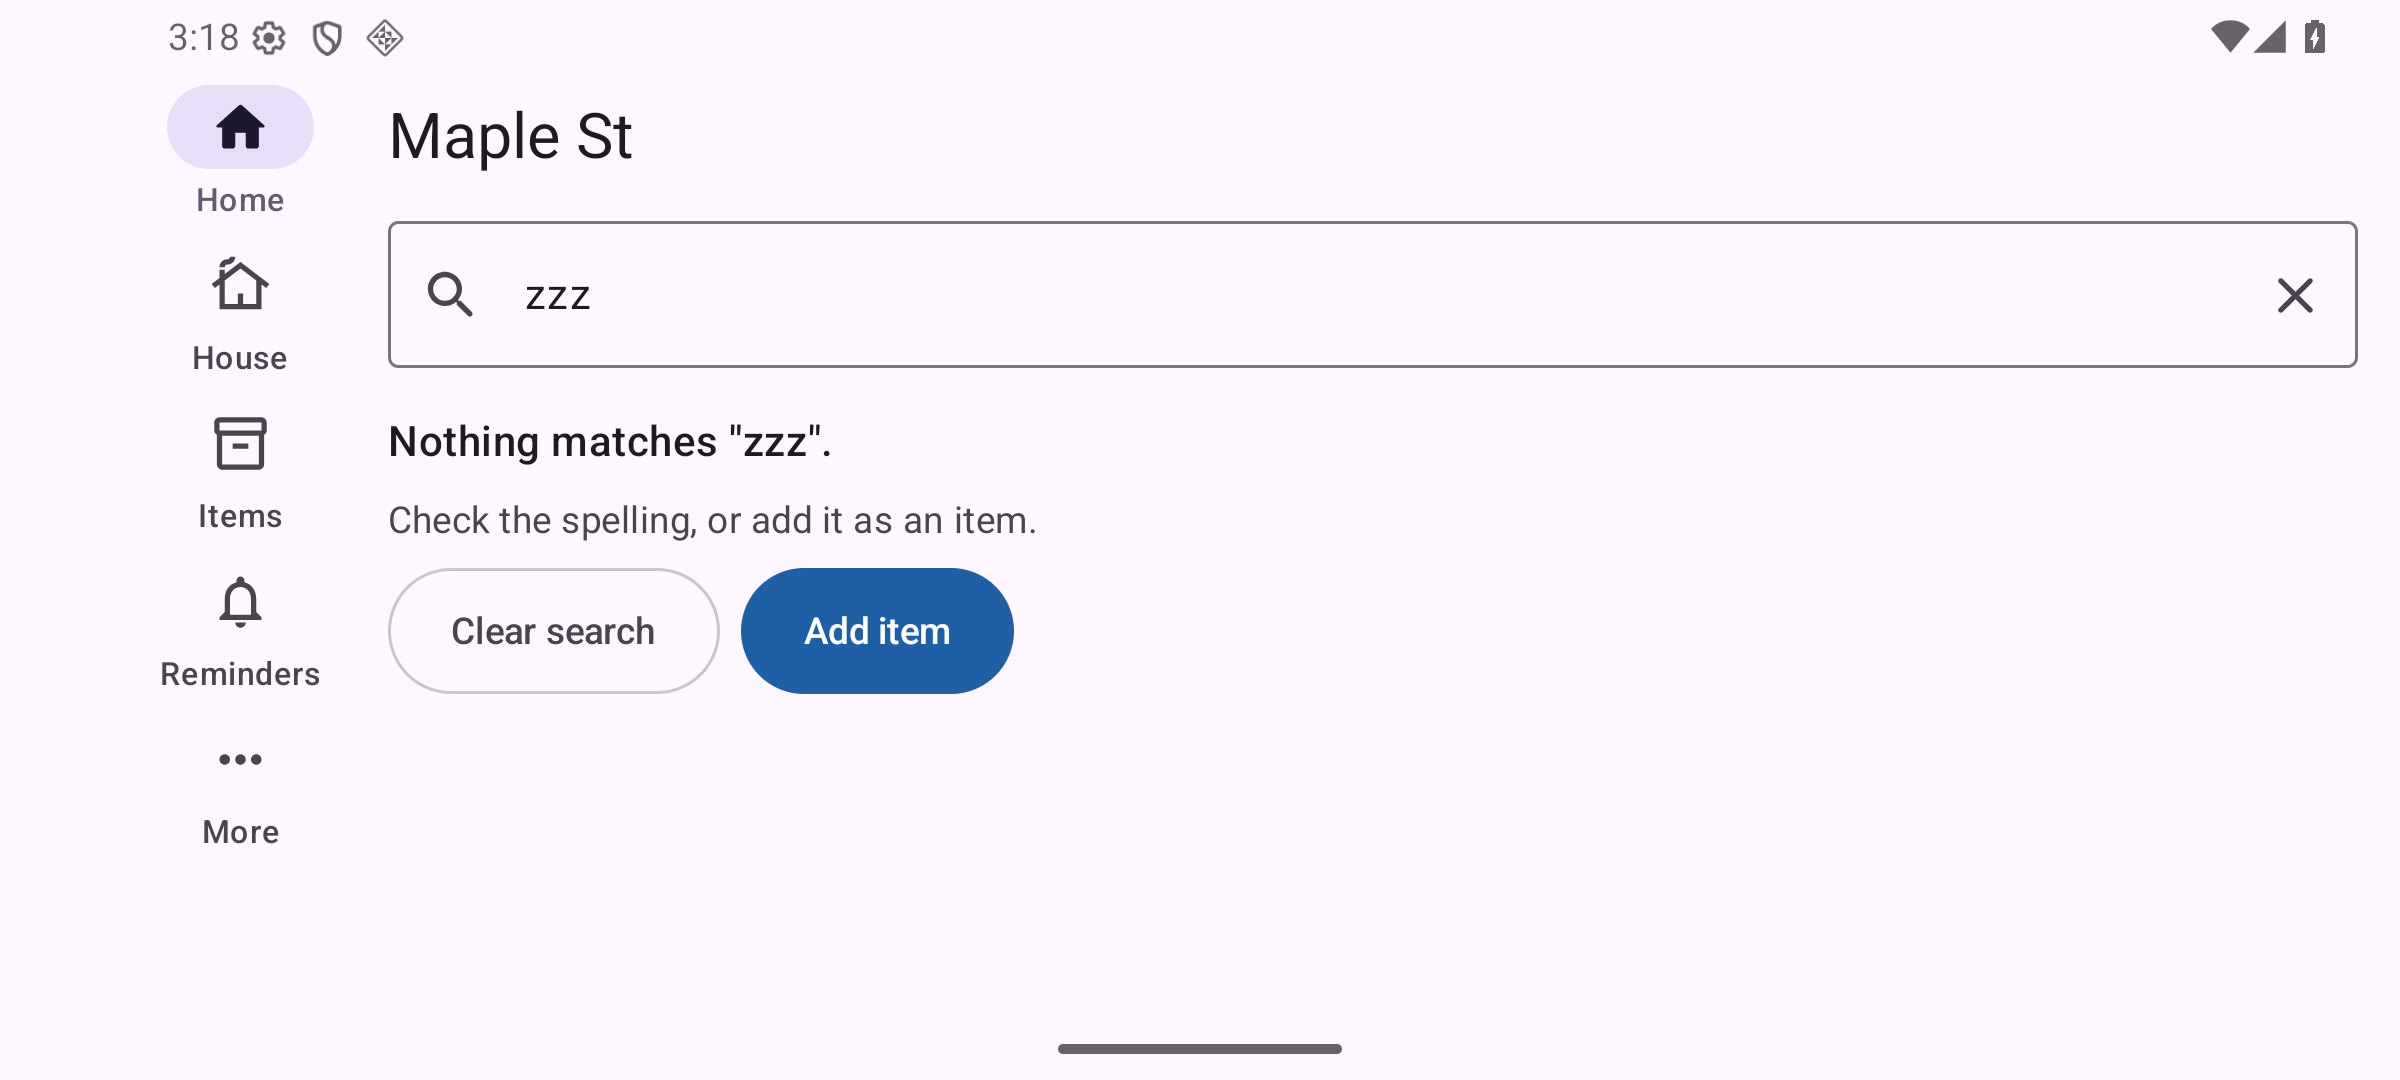 3:18
Home
House
Items
Reminders
More
Maple St
zzz
Nothing matches "zzz".
Check the spelling, or add it as an item.
Clear search
Add item